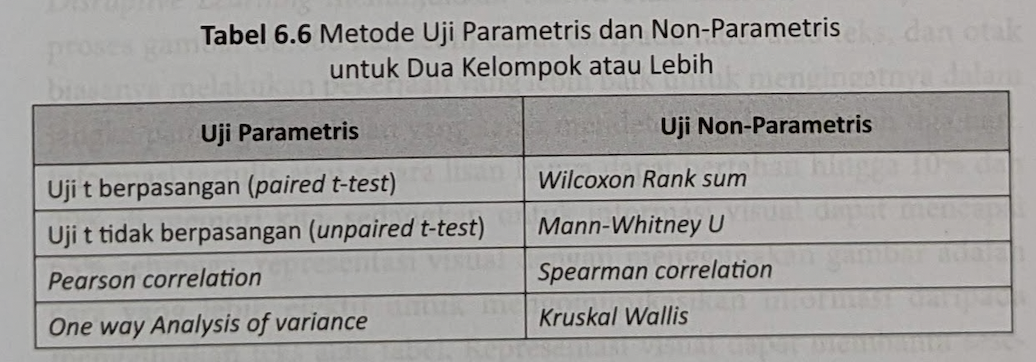 Tabel 6.6 Metode Uji Parametris dan Non-Parametris
untuk Dua Kelompok atau Lebih
Uji Parametris Uji Non-Parametris
Uji t berpasangan (paired t-test) Wilcoxon Rank sum
Uji t tidak berpasangan (unpaired t-test) Mann-Whitney U
Pearson correlation Spearman correlation
One way Analysis of variance Kruskal Wallis